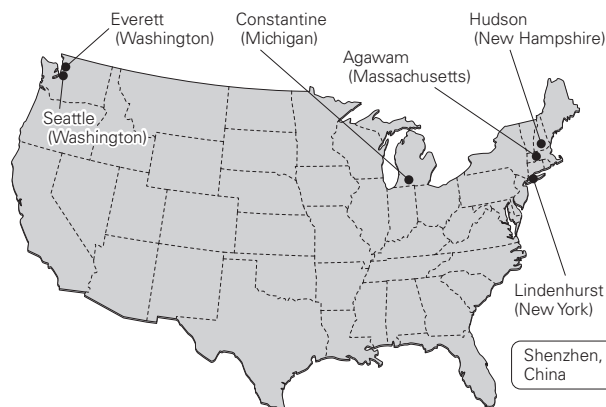 Everett
(Washington)
Constantine
(Michigan)
Hudson
(New Hampshire)
Agawam
(Massachusetts)
Seattle
(Washington)
Lindenhurst
(New York)
Shenzhen,
China